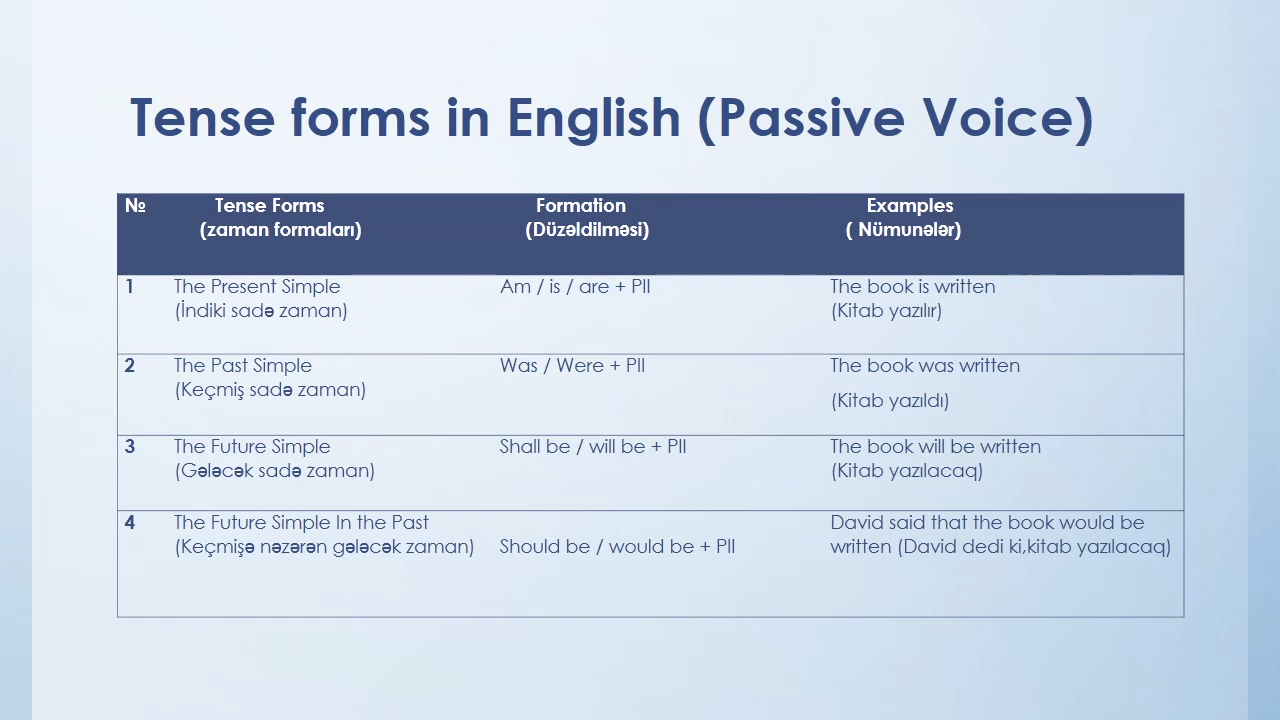 Tense forms in English (Passive Voice)
№ Tense Forms Formation Examples
(zaman formaları) (Düzəldilməsi) ( Nümunələr)
1 The Present Simple Am / is / are + PII The book is written
(İndiki sadə zaman) (Kitab yazılır)
2 The Past Simple Was / Were + PII The book was written
(Keçmiş sadə zaman)
(Kitab yazıldı)
3 The Future Simple Shall be / will be + PII The book will be written
(Gələcək sadə zaman) (Kitab yazılacaq)
4 The Future Simple In the Past David said that the book would be
(Keçmişə nəzərən gələcək zaman) Should be / would be + PII written (David dedi ki,kitab yazılacaq)